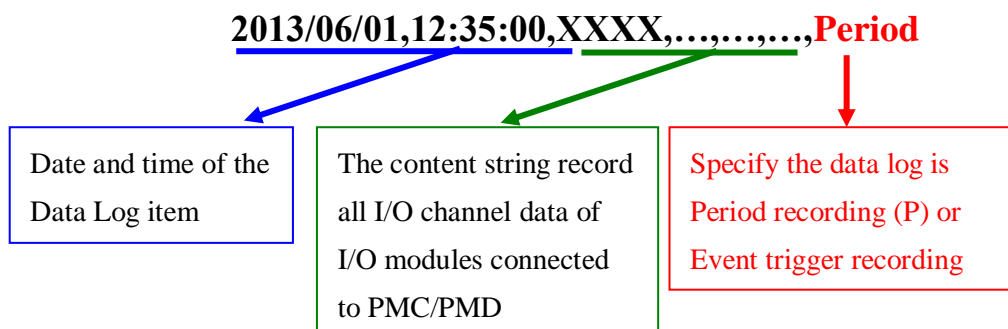 2013/06/01,12:35:00,XXXX,…,…,…,Period
Date and time of the
Data Log item
The content string record
all I/O channel data of
I/O modules connected
to PMC/PMD
Specify the data log is
Period recording (P) or
Event trigger recording